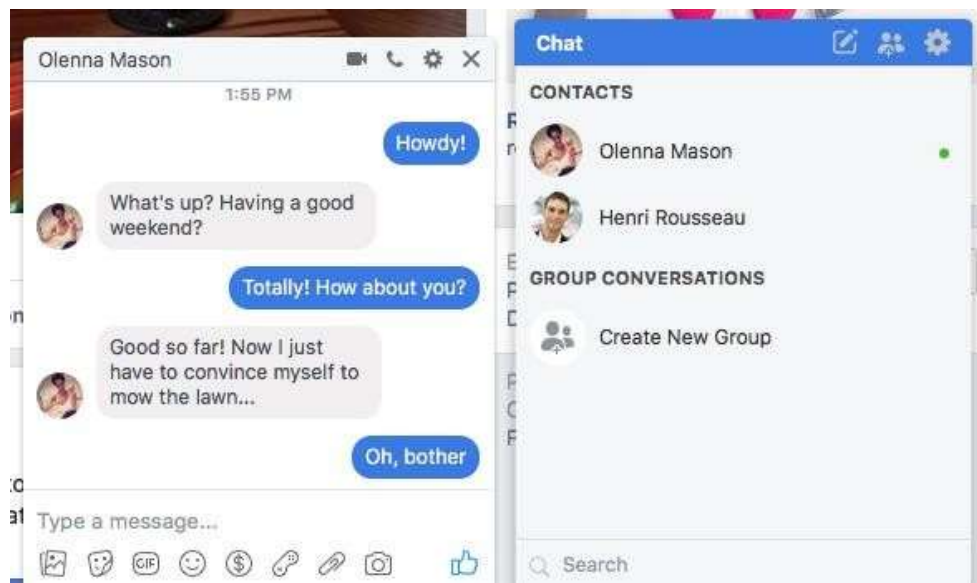 Olenna Mason
1:55 PM
Howdy!
What's up? Having a good
weekend?
Totally! How about you?
Good so far! Now I just
have to convince myself to
mow the lawn...
Oh, bother
Type a message...
GIF
$
Chat
CONTACTS
Olenna Mason
Henri Rousseau
GROUP CONVERSATIONS
Create New Group
Search